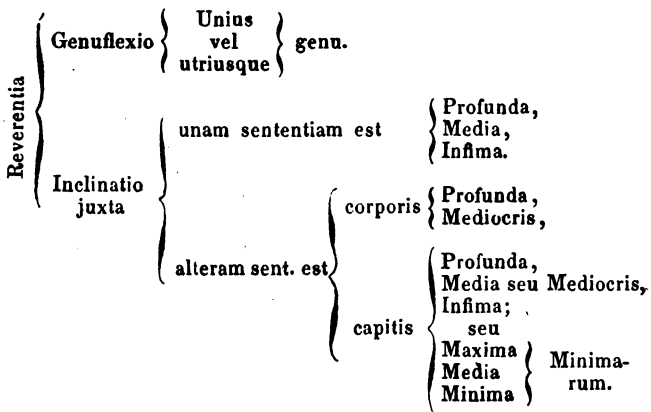 Reverentia
Genuflexio
Unius
vel
utriusque
genu.
Inclinatio
juxta
unam sententiam est
Profunda,
Media,
Infima.
alteram sent. est
corporis
Profunda,
Mediocris,
capitis
Profunda,
Media seu Mediocris,
Infima;
seu
Maxima
Media
Minima
Minima-
rum.